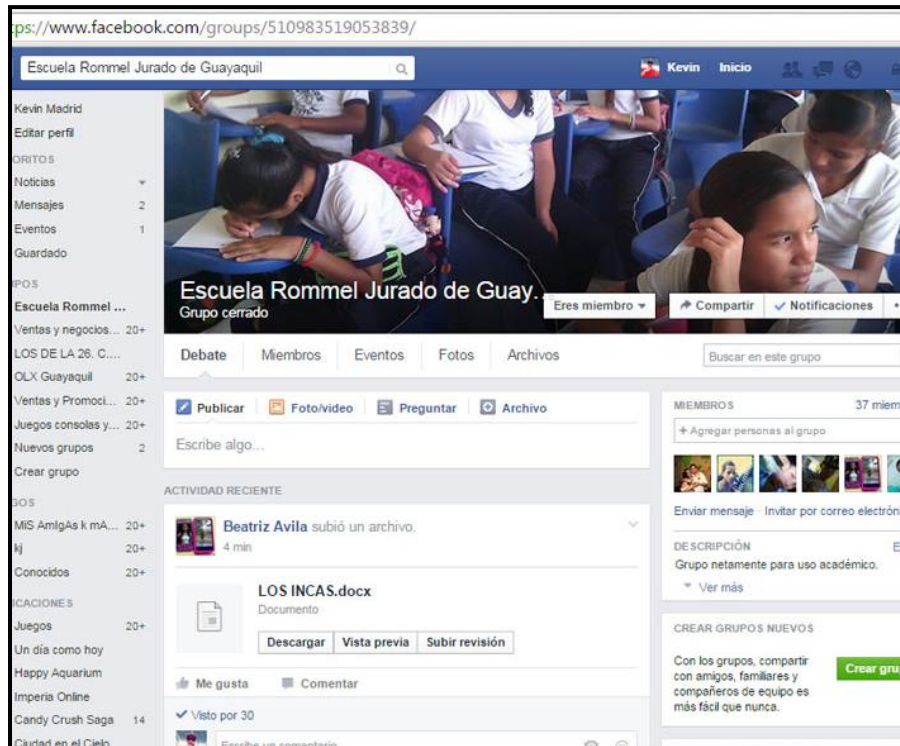 ps://www.facebook.com/groups/510983519053839/
Escuela Rommel Jurado de Guayaquil
Kevin Inicio
Kevin Madrid
Editar perfil
ORITOS
Noticias
Mensajes 2
Eventos 1
Guardado
POS
Escuela Rommel ...
Ventas y negocios... 20+
LOS DE LA 26. C....
OLX Guayaquil 20+
Ventas y Promoci... 20+
Juegos consolas y... 20+
Nuevos grupos 2
Crear grupo
GOS
MiS AmIgAs k mA... 20+
kj 20+
Conocidos 20+
ICACIONES
Juegos 20+
Un día como hoy
Happy Aquarium
Imperia Online
Candy Crush Saga 14
Ciudad en el Cielo
Escuela Rommel Jurado de Guay...
Grupo cerrado
Eres miembro
Compartir
Notificaciones
Debate Miembros Eventos Fotos Archivos
Buscar en este grupo
Publicar Foto/video Preguntar Archivo
Escribe algo...
ACTIVIDAD RECIENTE
Beatriz Avila subió un archivo.
4 min
LOS INCAS.docx
Documento
Descargar Vista previa Subir revisión
Me gusta Comentar
Visto por 30
Escribe un comentario
MIEMBROS 37 miem
+ Agregar personas al grupo
Enviar mensaje · Invitar por correo electróni
DESCRIPCIÓN E
Grupo netamente para uso académico.
Ver más
CREAR GRUPOS NUEVOS
Con los grupos, compartir
con amigos, familiares y
compañeros de equipo es
más fácil que nunca.
Crear gru